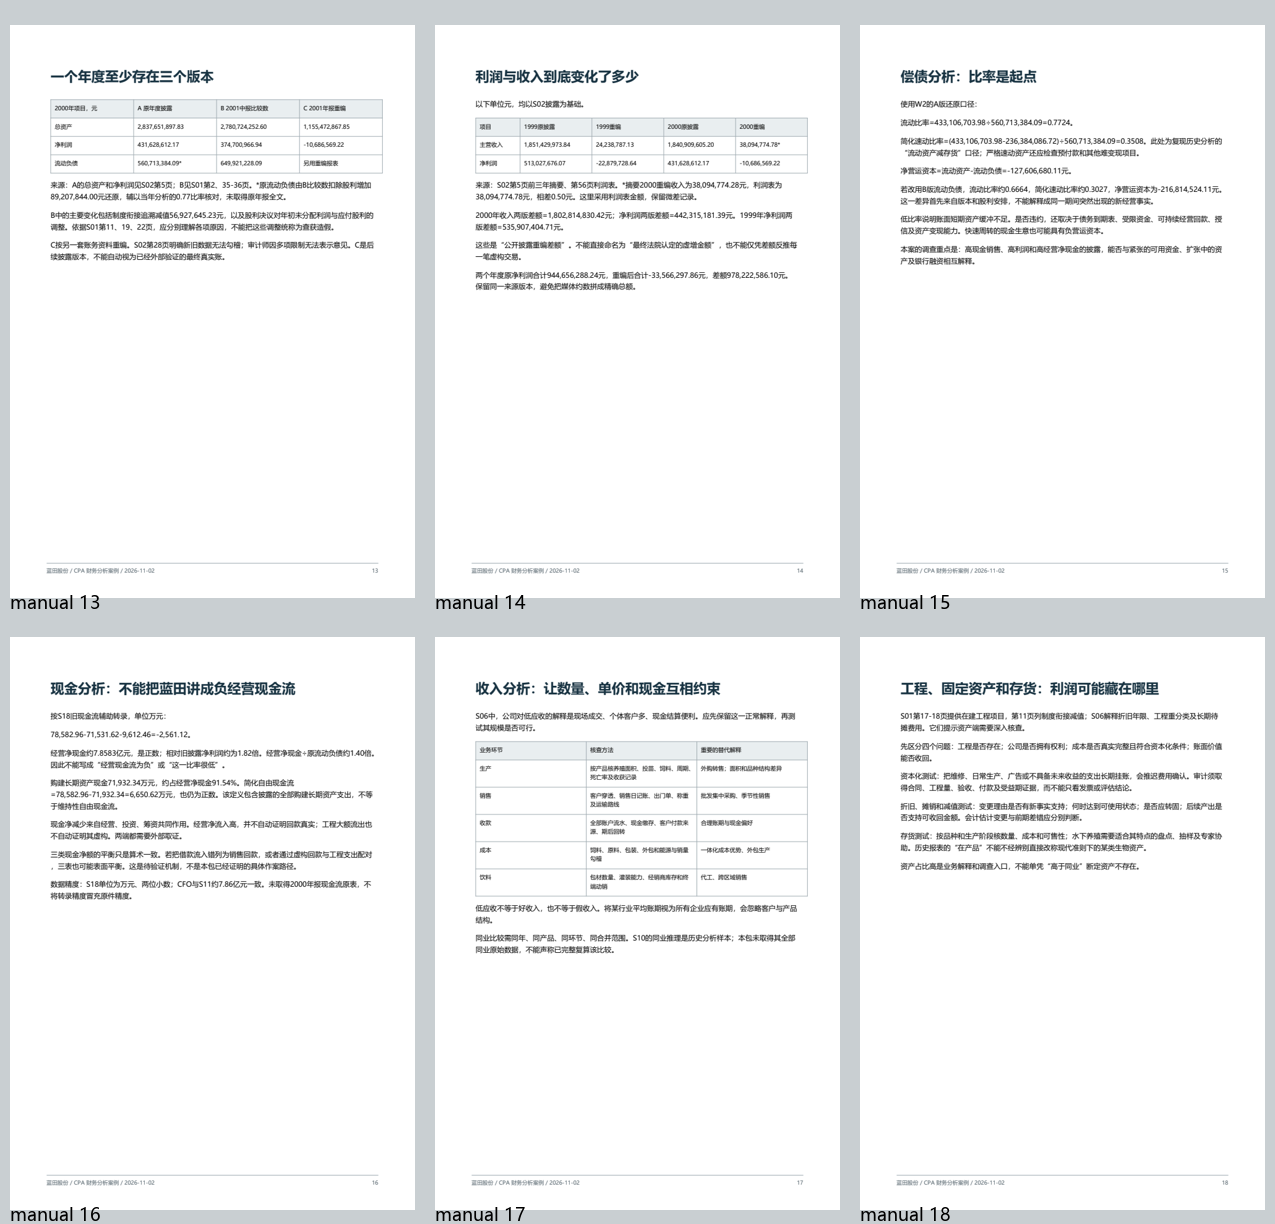 一个年度至少存在三个版本
2000年项目，元 A 原年度披露 B 2001中报比较数 C 2001年报重编
总资产 2,837,651,897.83 2,780,724,252.60 1,155,472,867.85
净利润 431,628,612.17 374,700,966.94 -10,686,569.22
流动负债 560,713,384.09* 649,921,228.09 另用重编报表
来源：A的总资产和净利润见S02第5页；B见S01第2、35-36页。*原流动负债由B比较数扣除股利增加
89,207,844.00元还原，辅以当年分析的0.77比率核对，未取得原年报全文。
B中的主要变化包括制度衔接追溯减值56,927,645.23元，以及股利决议对年初未分配利润与应付股利的
调整。依据S01第11、19、22页，应分别理解各项原因，不能把这些调整统称为查获造假。
C按另一套账务资料重编。S02第28页明确新旧数据无法勾稽；审计师因多项限制无法表示意见。C是后
续披露版本，不能自动视为已经外部验证的最终真实账。
蓝田股份 / CPA 财务分析案例 / 2026-11-02 13
manual 13
利润与收入到底变化了多少
以下单位元，均以S02披露为基础。
项目 1999原披露 1999重编 2000原披露 2000重编
主营收入 1,851,429,973.84 24,238,787.13 1,840,909,605.20 38,094,774.78*
净利润 513,027,676.07 -22,879,728.64 431,628,612.17 -10,686,569.22
来源：S02第5页前三年摘要、第56页利润表。*摘要2000重编收入为38,094,774.28元，利润表为
38,094,774.78元，相差0.50元。这里采用利润表金额，保留微差记录。
2000年收入两版差额=1,802,814,830.42元；净利润两版差额=442,315,181.39元。1999年净利润两
版差额=535,907,404.71元。
这些是“公开披露重编差额”。不能直接命名为“最终法院认定的虚增金额”，也不能仅凭差额反推每
一笔虚构交易。
两个年度原净利润合计944,656,288.24元，重编后合计-33,566,297.86元，差额978,222,586.10元。
保留同一来源版本，避免把媒体约数拼成精确总额。
蓝田股份 / CPA 财务分析案例 / 2026-11-02 14
manual 14
偿债分析：比率是起点
使用W2的A版还原口径：
流动比率=433,106,703.98÷560,713,384.09=0.7724。
简化速动比率=(433,106,703.98-236,384,086.72)÷560,713,384.09=0.3508。此处为复现历史分析的
“流动资产减存货”口径；严格速动资产还应检查预付款和其他难变现项目。
净营运资本=流动资产-流动负债=-127,606,680.11元。
若改用B版流动负债，流动比率约0.6664，简化速动比率约0.3027，净营运资本为-216,814,524.11元。
这一差异首先来自版本和股利安排，不能解释成同一期间突然出现的新经营事实。
低比率说明账面短期资产缓冲不足。是否违约，还取决于债务到期表、受限资金、可持续经营回款、授
信及资产变现能力。快速周转的现金生意也可能具有负营运资本。
本案的调查重点是：高现金销售、高利润和高经营净现金的披露，能否与紧张的可用资金、扩张中的资
产及银行融资相互解释。
蓝田股份 / CPA 财务分析案例 / 2026-11-02 15
manual 15
现金分析：不能把蓝田讲成负经营现金流
按S18旧现金流辅助转录，单位万元：
78,582.96-71,531.62-9,612.46=-2,561.12。
经营净现金约7.8583亿元，是正数；相对旧披露净利润约为1.82倍。经营净现金÷原流动负债约1.40倍。
因此不能写成“经营现金流为负”或“这一比率很低”。
购建长期资产现金71,932.34万元，约占经营净现金91.54%。简化自由现金流
=78,582.96-71,932.34=6,650.62万元，也仍为正数。该定义包含披露的全部购建长期资产支出，不等
于维持性自由现金流。
现金净减少来自经营、投资、筹资共同作用。经营净流入高，并不自动证明回款真实；工程大额流出也
不自动证明其虚构。两端都需要外部取证。
三类现金净额的平衡只是算术一致。若把借款流入错列为销售回款，或者通过虚构回款与工程支出配对
，三表也可能表面平衡。这是待验证机制，不是本包已经证明的具体作案路径。
数据精度：S18单位为万元、两位小数；CFO与S11约7.86亿元一致。未取得2000年报现金流原表，不
将转录精度冒充原件精度。
蓝田股份 / CPA 财务分析案例 / 2026-11-02 16
manual 16
收入分析：让数量、单价和现金互相约束
S06中，公司对低应收的解释是现场成交、个体客户多、现金结算便利。应先保留这一正常解释，再测
试其规模是否可行。
业务环节 核查方法 重要的替代解释
生产 按产品核养殖面积、投苗、饲料、周期、 外购转售；面积和品种结构差异
死亡率及收获记录
销售 客户穿透、销售日记账、出门单、称重 批发集中采购、季节性销售
及运输路线
收款 全部账户流水、现金缴存、客户付款来 合理账期与现金偏好
源、期后回转
成本 饲料、原料、包装、外包和能源与销量 一体化成本优势、外包生产
勾稽
饮料 包材数量、灌装能力、经销商库存和终 代工、跨区域销售
端动销
低应收不等于好收入，也不等于假收入。将某行业平均账期视为所有企业应有账期，会忽略客户与产品
结构。
同业比较需同年、同产品、同环节、同合并范围。S10的同业推理是历史分析样本；本包未取得其全部
同业原始数据，不能声称已完整复算该比较。
蓝田股份 / CPA 财务分析案例 / 2026-11-02 17
manual 17
工程、固定资产和存货：利润可能藏在哪里
S01第17-18页提供在建工程项目，第11页列制度衔接减值；S06解释折旧年限、工程重分类及长期待
摊费用。它们提示资产端需要深入核查。
先区分四个问题：工程是否存在；公司是否拥有权利；成本是否真实完整且符合资本化条件；账面价值
能否收回。
资本化测试：把维修、日常生产、广告或不具备未来收益的支出长期挂账，会推迟费用确认。审计须取
得合同、工程量、验收、付款及受益期证据，而不能只看发票或评估结论。
折旧、摊销和减值测试：变更理由是否有新事实支持；何时达到可使用状态；是否应转固；后续产出是
否支持可收回金额。会计估计变更与前期差错应分别判断。
存货测试：按品种和生产阶段核数量、成本和可售性；水下养殖需要适合其特点的盘点、抽样及专家协
助。历史报表的“在产品”不能不经辨别直接改称现代准则下的某类生物资产。
资产占比高是业务解释和调查入口，不能单凭“高于同业”断定资产不存在。
蓝田股份 / CPA 财务分析案例 / 2026-11-02 18
manual 18